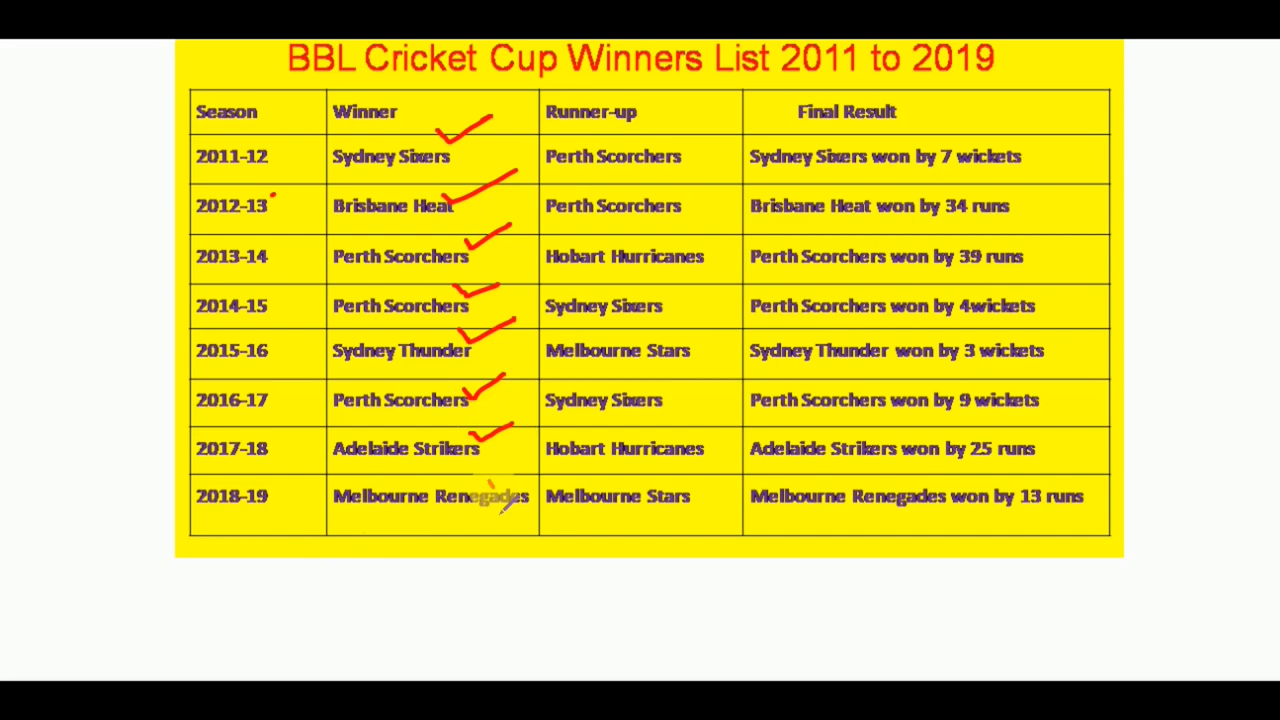 BBL Cricket Cup Winners List 2011 to 2019
Season Winner Runner-up Final Result
2011-12 Sydney Sixers Perth Scorchers Sydney Sixers won by 7 wickets
2012-13 Brisbane Heat Perth Scorchers Brisbane Heat won by 34 runs
2013-14 Perth Scorchers Hobart Hurricanes Perth Scorchers won by 39 runs
2014-15 Perth Scorchers Sydney Sixers Perth Scorchers won by 4wickets
2015-16 Sydney Thunder Melbourne Stars Sydney Thunder won by 3 wickets
2016-17 Perth Scorchers Sydney Sixers Perth Scorchers won by 9 wickets
2017-18 Adelaide Strikers Hobart Hurricanes Adelaide Strikers won by 25 runs
2018-19 Melbourne Renegades Melbourne Stars Melbourne Renegades won by 13 runs